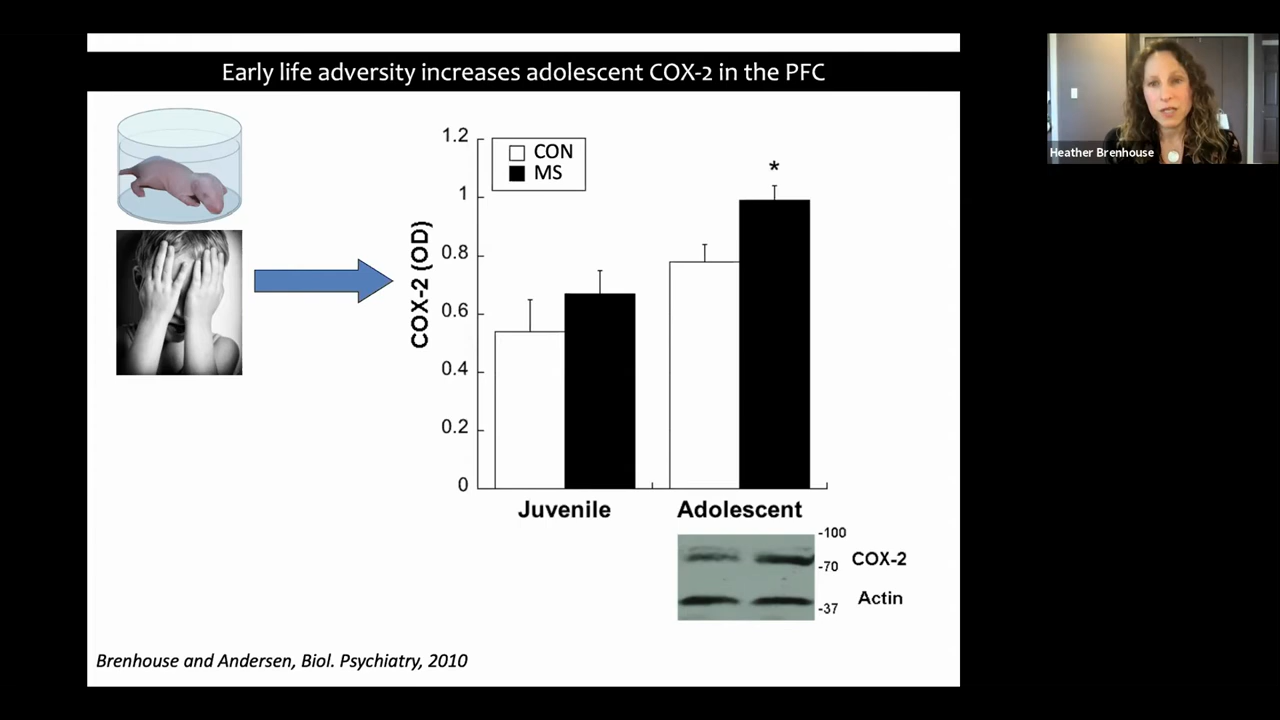 Early life adversity increases adolescent COX-2 in the PFC
Heather Brenhouse
1.2
1
0.8
0.6
0.4
0.2
0
COX-2 (OD)
CON
MS
*
Juvenile
Adolescent
-100
COX-2
-70
Actin
-37
Brenhouse and Andersen, Biol. Psychiatry, 2010